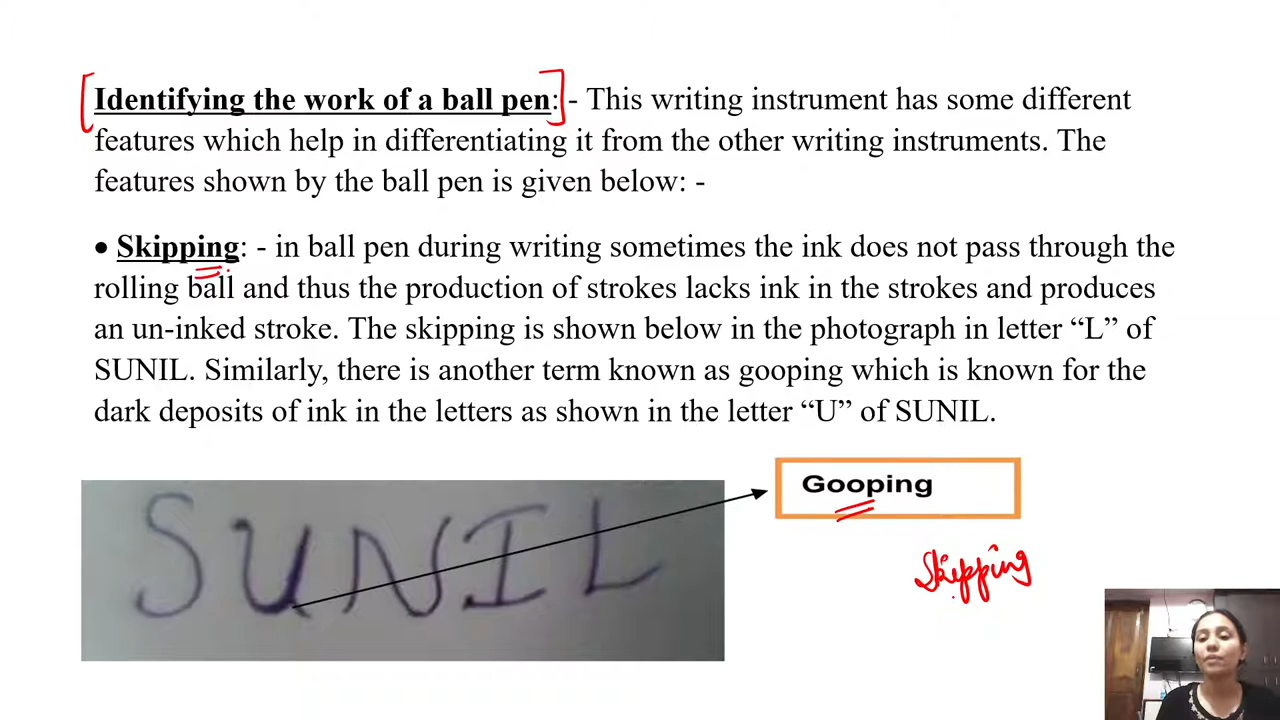 Identifying the work of a ball pen: - This writing instrument has some different
features which help in differentiating it from the other writing instruments. The
features shown by the ball pen is given below: -
• Skipping: - in ball pen during writing sometimes the ink does not pass through the
rolling ball and thus the production of strokes lacks ink in the strokes and produces
an un-inked stroke. The skipping is shown below in the photograph in letter “L” of
SUNIL. Similarly, there is another term known as gooping which is known for the
dark deposits of ink in the letters as shown in the letter “U” of SUNIL.
Gooping
SUNIL
Skipping